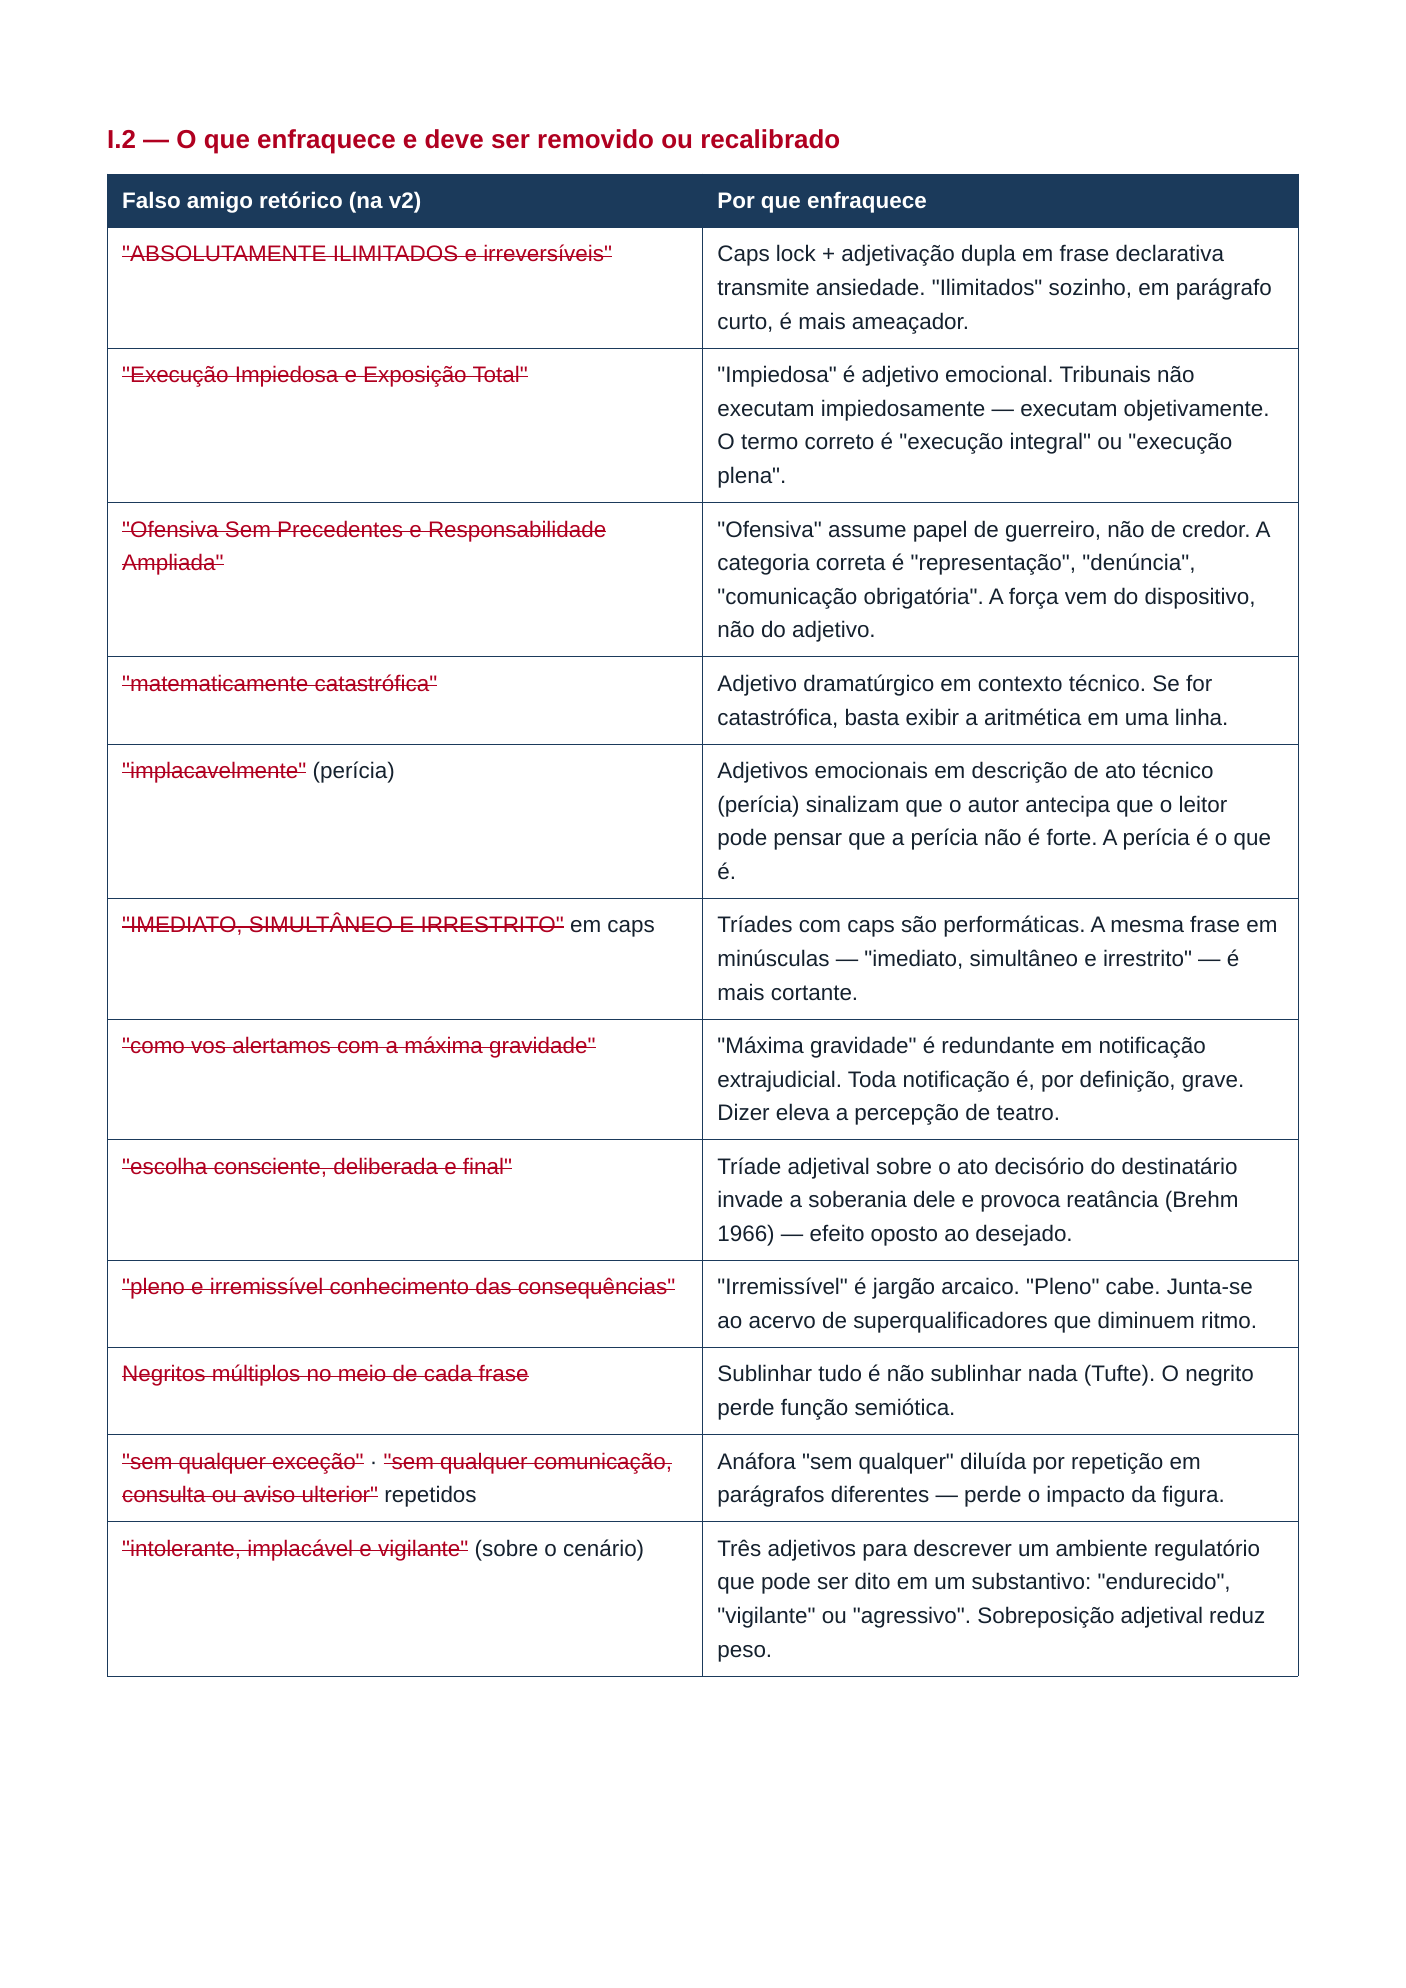 I.2 — O que enfraquece e deve ser removido ou recalibrado
Falso amigo retórico (na v2)
Por que enfraquece
"ABSOLUTAMENTE ILIMITADOS e irreversíveis"
Caps lock + adjetivação dupla em frase declarativa
transmite ansiedade. "Ilimitados" sozinho, em parágrafo
curto, é mais ameaçador.
"Execução Impiedosa e Exposição Total"
"Impiedosa" é adjetivo emocional. Tribunais não
executam impiedosamente — executam objetivamente.
O termo correto é "execução integral" ou "execução
plena".
"Ofensiva Sem Precedentes e Responsabilidade
Ampliada"
"Ofensiva" assume papel de guerreiro, não de credor. A
categoria correta é "representação", "denúncia",
"comunicação obrigatória". A força vem do dispositivo,
não do adjetivo.
"matematicamente catastrófica"
Adjetivo dramatúrgico em contexto técnico. Se for
catastrófica, basta exibir a aritmética em uma linha.
"implacavelmente" (perícia)
Adjetivos emocionais em descrição de ato técnico
(perícia) sinalizam que o autor antecipa que o leitor
pode pensar que a perícia não é forte. A perícia é o que
é.
"IMEDIATO, SIMULTÂNEO E IRRESTRITO" em caps
Tríades com caps são performáticas. A mesma frase em
minúsculas — "imediato, simultâneo e irrestrito" — é
mais cortante.
"como vos alertamos com a máxima gravidade"
"Máxima gravidade" é redundante em notificação
extrajudicial. Toda notificação é, por definição, grave.
Dizer eleva a percepção de teatro.
"escolha consciente, deliberada e final"
Tríade adjetival sobre o ato decisório do destinatário
invade a soberania dele e provoca reatância (Brehm
1966) — efeito oposto ao desejado.
"pleno e irremissível conhecimento das consequências"
"Irremissível" é jargão arcaico. "Pleno" cabe. Junta-se
ao acervo de superqualificadores que diminuem ritmo.
Negritos múltiplos no meio de cada frase
Sublinhar tudo é não sublinhar nada (Tufte). O negrito
perde função semiótica.
"sem qualquer exceção" · "sem qualquer comunicação,
consulta ou aviso ulterior" repetidos
Anáfora "sem qualquer" diluída por repetição em
parágrafos diferentes — perde o impacto da figura.
"intolerante, implacável e vigilante" (sobre o cenário)
Três adjetivos para descrever um ambiente regulatório
que pode ser dito em um substantivo: "endurecido",
"vigilante" ou "agressivo". Sobreposição adjetival reduz
peso.